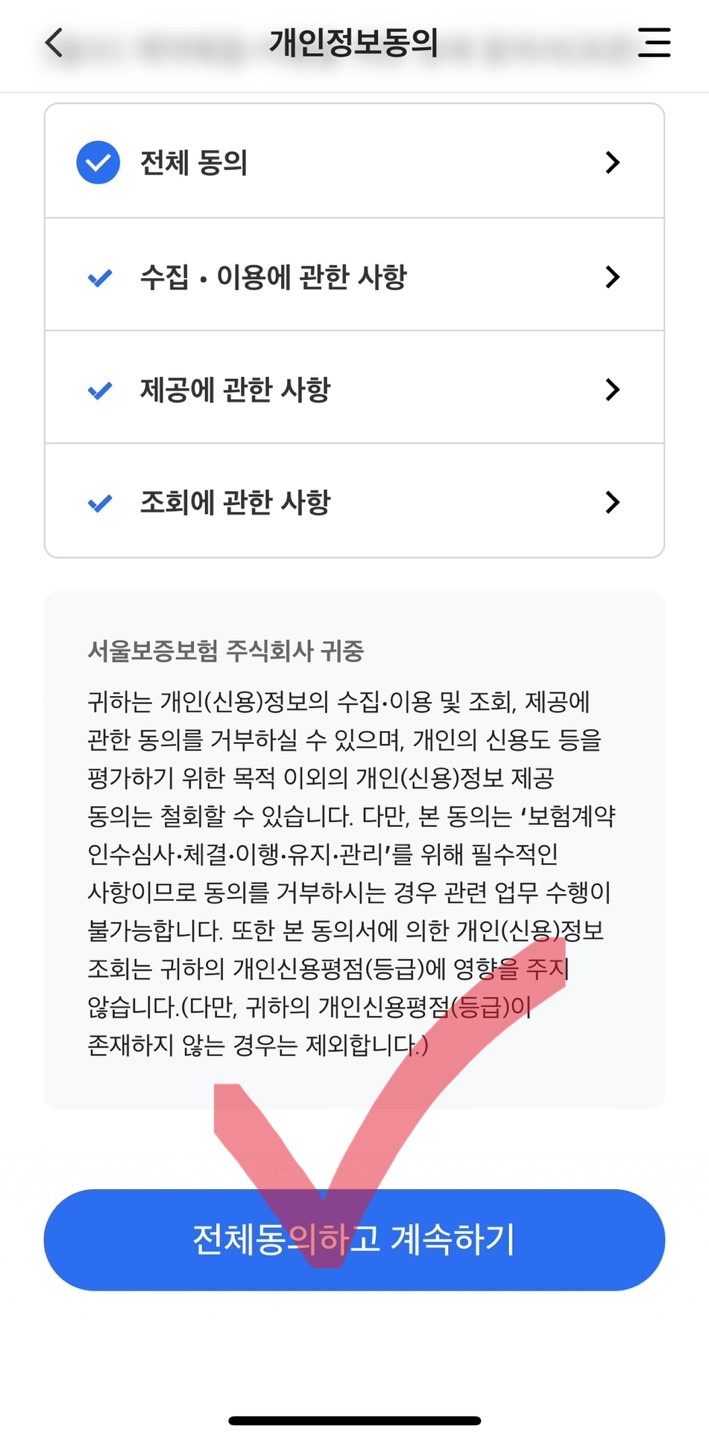 개인정보동의
전체 동의
수집 • 이용에 관한 사항
제공에 관한 사항
조회에 관한 사항
서울보증보험 주식회사 귀중
귀하는 개인(신용)정보의 수집·이용 및 조회, 제공에
관한 동의를 거부하실 수 있으며, 개인의 신용도 등을
평가하기 위한 목적 이외의 개인(신용)정보 제공
동의는 철회할 수 있습니다. 다만, 본 동의는 ‘보험계약
인수심사·체결·이행·유지·관리’를 위해 필수적인
사항이므로 동의를 거부하시는 경우 관련 업무 수행이
불가능합니다. 또한 본 동의서에 의한 개인(신용)정보
조회는 귀하의 개인신용평점(등급)에 영향을 주지
않습니다.(다만, 귀하의 개인신용평점(등급)이
존재하지 않는 경우는 제외합니다.)
전체동의하고 계속하기